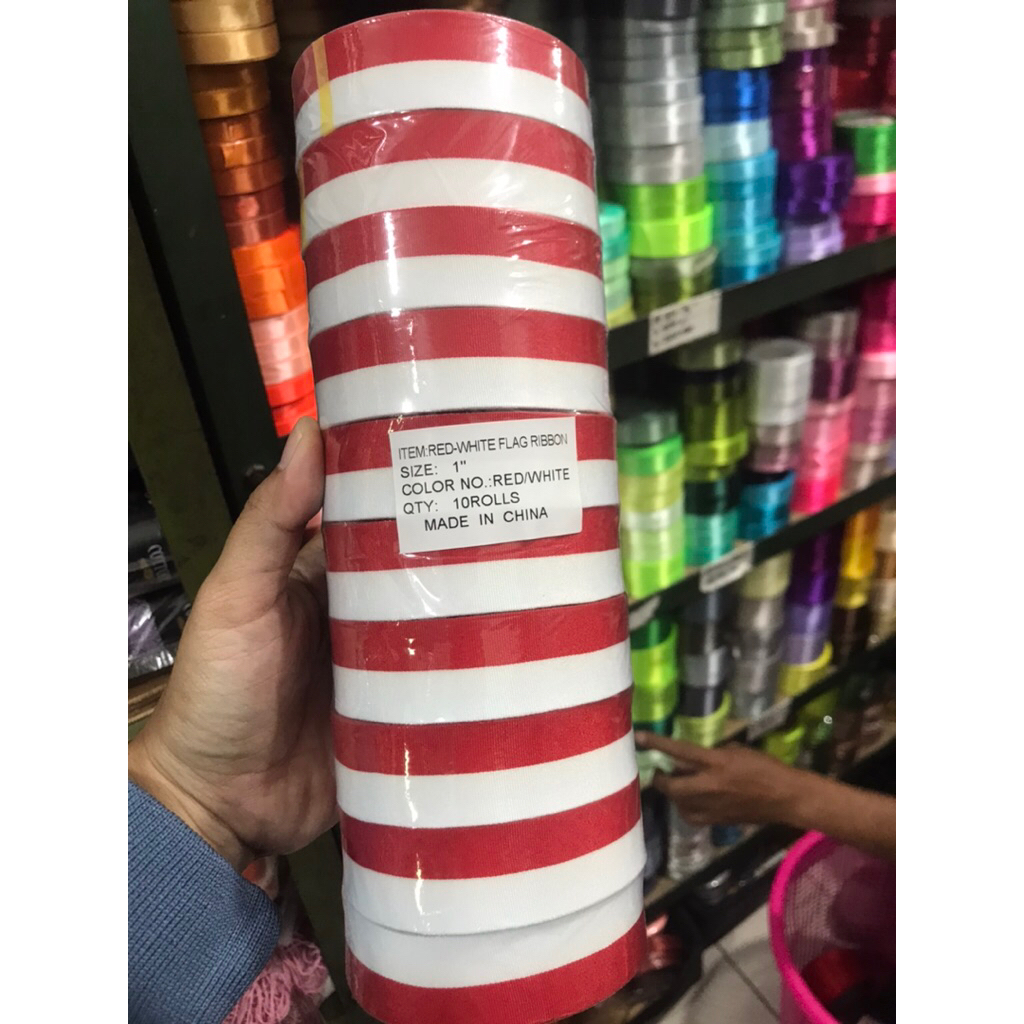 ITEM:RED-WHITE FLAG RIBBON
SIZE: 1"
COLOR NO.:RED/WHITE
QTY: 10ROLLS
MADE IN CHINA